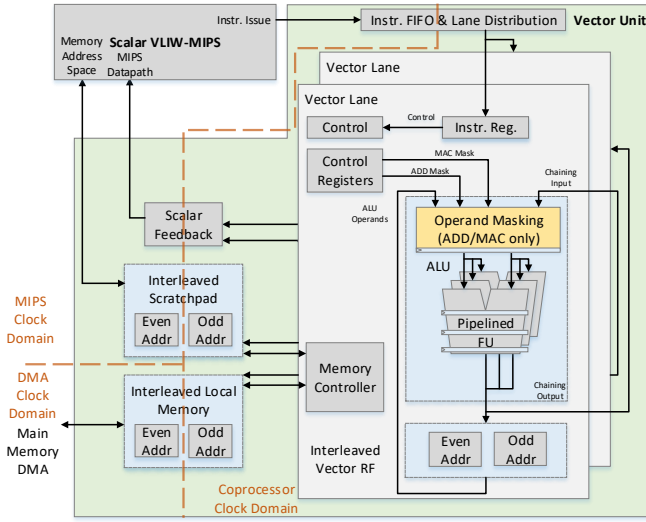 Instr. Issue
Instr. FIFO & Lane Distribution
Vector Unit
Memory
Address
Space
Scalar VLIW-MIPS
MIPS
Datapath
Vector Lane
Vector Lane
Control
Control
Instr. Reg.
Control
Registers
MAC Mask
ADD Mask
Chaining
Input
ALU
Operands
Scalar
Feedback
Operand Masking
(ADD/MAC only)
ALU
Interleaved
Scratchpad
Even
Addr
Odd
Addr
MIPS
Clock
Domain
Pipelined
FU
DMA
Clock
Domain
Interleaved Local
Memory
Even
Addr
Odd
Addr
Memory
Controller
Chaining
Output
Main
Memory
DMA
Interleaved
Vector RF
Even
Addr
Odd
Addr
Coprocessor
Clock Domain